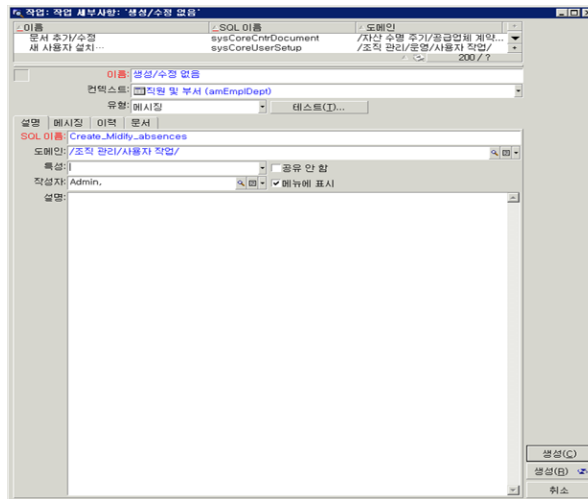 작업: 작업 세부사항: '생성/수정 없음'
이름 SQL 이름 도메인
문서 추가/수정 sysCoreCntrDocument /자산 수명 주기/공급업체 계약...
새 사용자 설치... sysCoreUserSetup /조직 관리/운영/사용자 작업/
200 / ?
이름: 생성/수정 없음
컨텍스트: 직원 및 부서 (amEmplDept)
유형: 메시징 테스트(T)...
설명 메시징 이력 문서
SQL 이름: Create_Midify_absences
도메인: /조직 관리/사용자 작업/
특성: 공유 안 함
작성자: Admin, 메뉴에 표시
설명:
생성(C)
생성(R)
취소